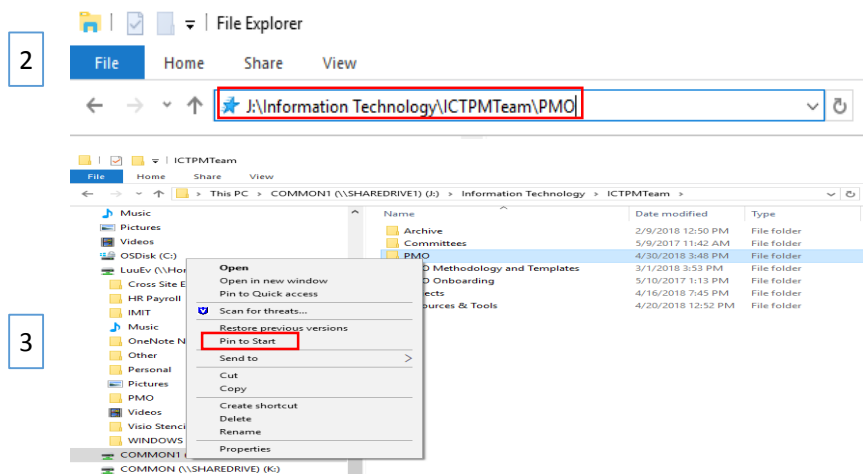 File Explorer
2
File Home Share View
J:\Information Technology\ICTPMTeam\PMO
ICTPMTeam
File Home Share View
This PC > COMMON1 (\\SHAREDRIVE1) (J:) > Information Technology > ICTPMTeam >
Music
Pictures
Videos
OSDisk (C:)
LuuEv (\\Hor
Cross Site E
HR Payroll
IMIT
Music
OneNote N
Other
Personal
Pictures
PMO
Videos
Visio Stenci
WINDOWS
COMMON1 (
COMMON (\\SHAREDRIVE) (K:)
Name Date modified Type
Archive 2/9/2018 12:50 PM File folder
Committees 5/9/2017 11:42 AM File folder
PMO 4/30/2018 3:48 PM File folder
O Methodology and Templates 3/1/2018 3:53 PM File folder
O Onboarding 5/10/2017 1:13 PM File folder
ects 4/16/2018 7:45 PM File folder
ources & Tools 4/20/2018 12:52 PM File folder
3
Open
Open in new window
Pin to Quick access
Scan for threats...
Restore previous versions
Pin to Start
Send to >
Cut
Copy
Create shortcut
Delete
Rename
Properties